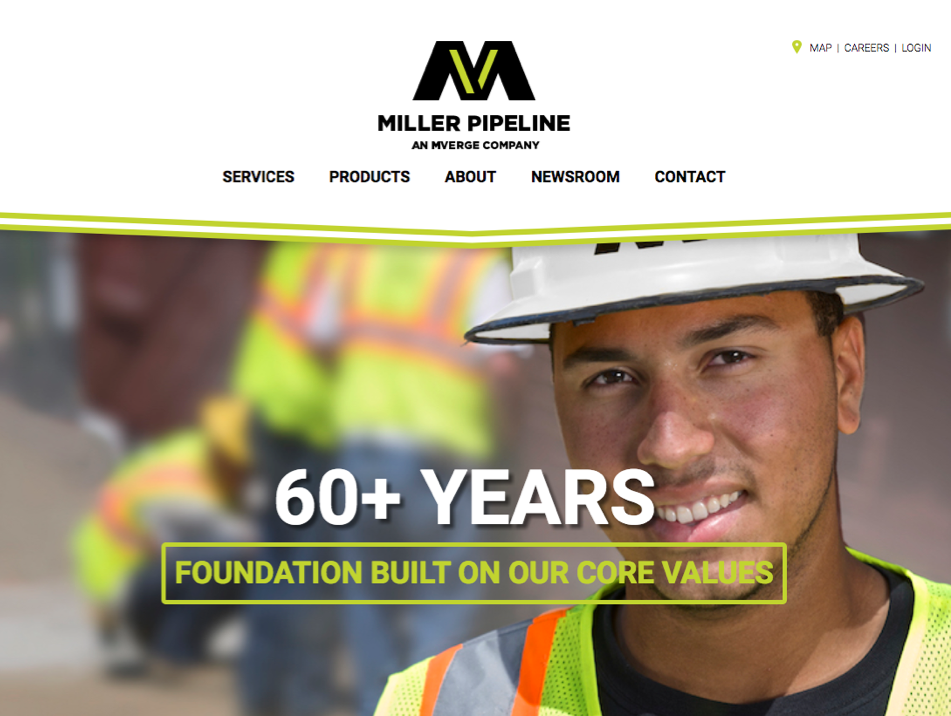 MAP | CAREERS | LOGIN
MILLER PIPELINE
AN MVERGE COMPANY
SERVICES PRODUCTS ABOUT NEWSROOM CONTACT
60+ YEARS
FOUNDATION BUILT ON OUR CORE VALUES